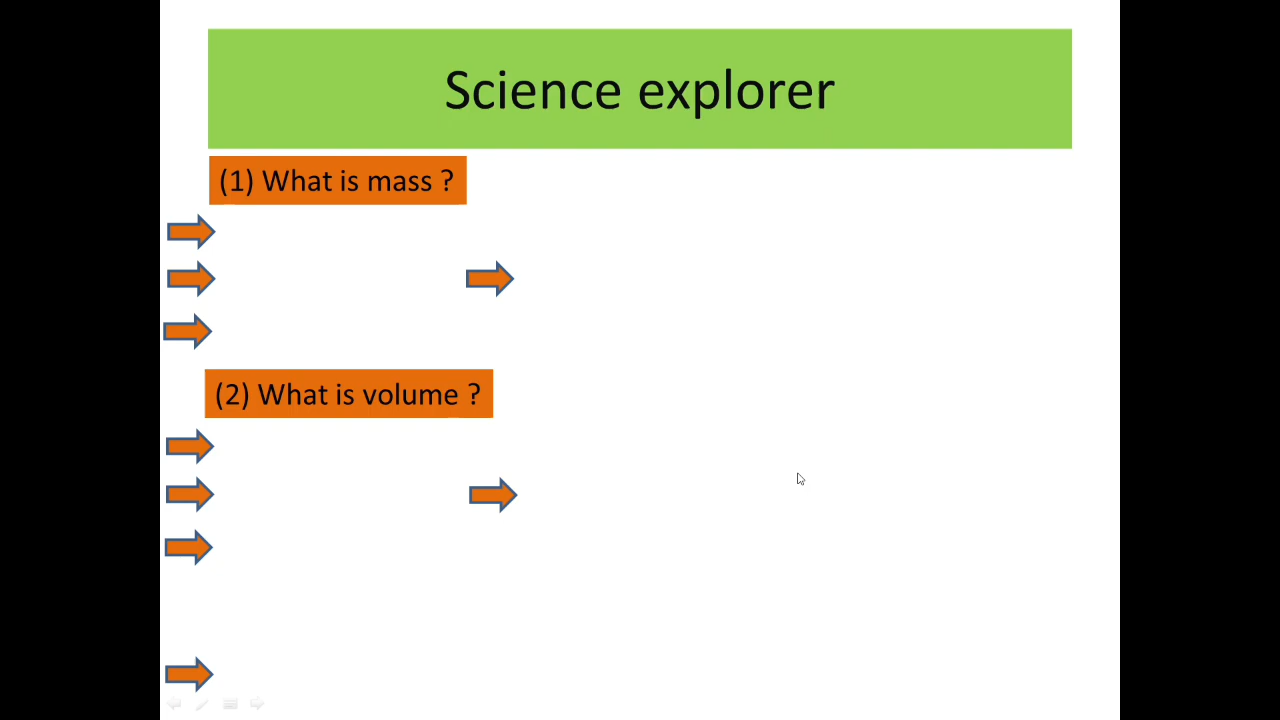 Science explorer
(1) What is mass ?
(2) What is volume ?